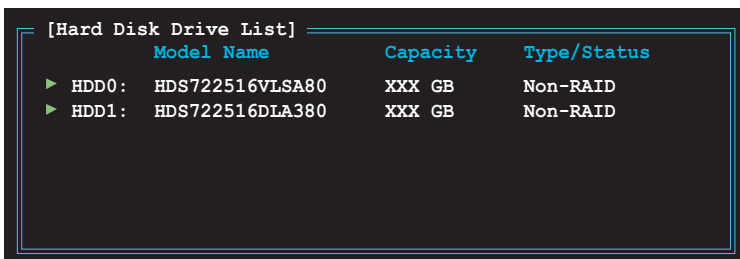 [Hard Disk Drive List]
Model Name Capacity Type/Status
HDD0: HDS722516VLSA80 XXX GB Non-RAID
HDD1: HDS722516DLA380 XXX GB Non-RAID